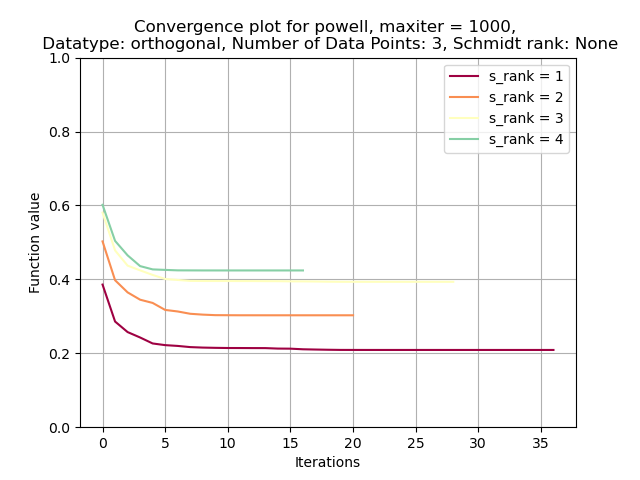 Convergence plot for powell, maxiter = 1000,
Datatype: orthogonal, Number of Data Points: 3, Schmidt rank: None
1.0
0.8
0.6
0.4
0.2
0.0
Function value
s_rank = 1
s_rank = 2
s_rank = 3
s_rank = 4
0 5 10 15 20 25 30 35
Iterations